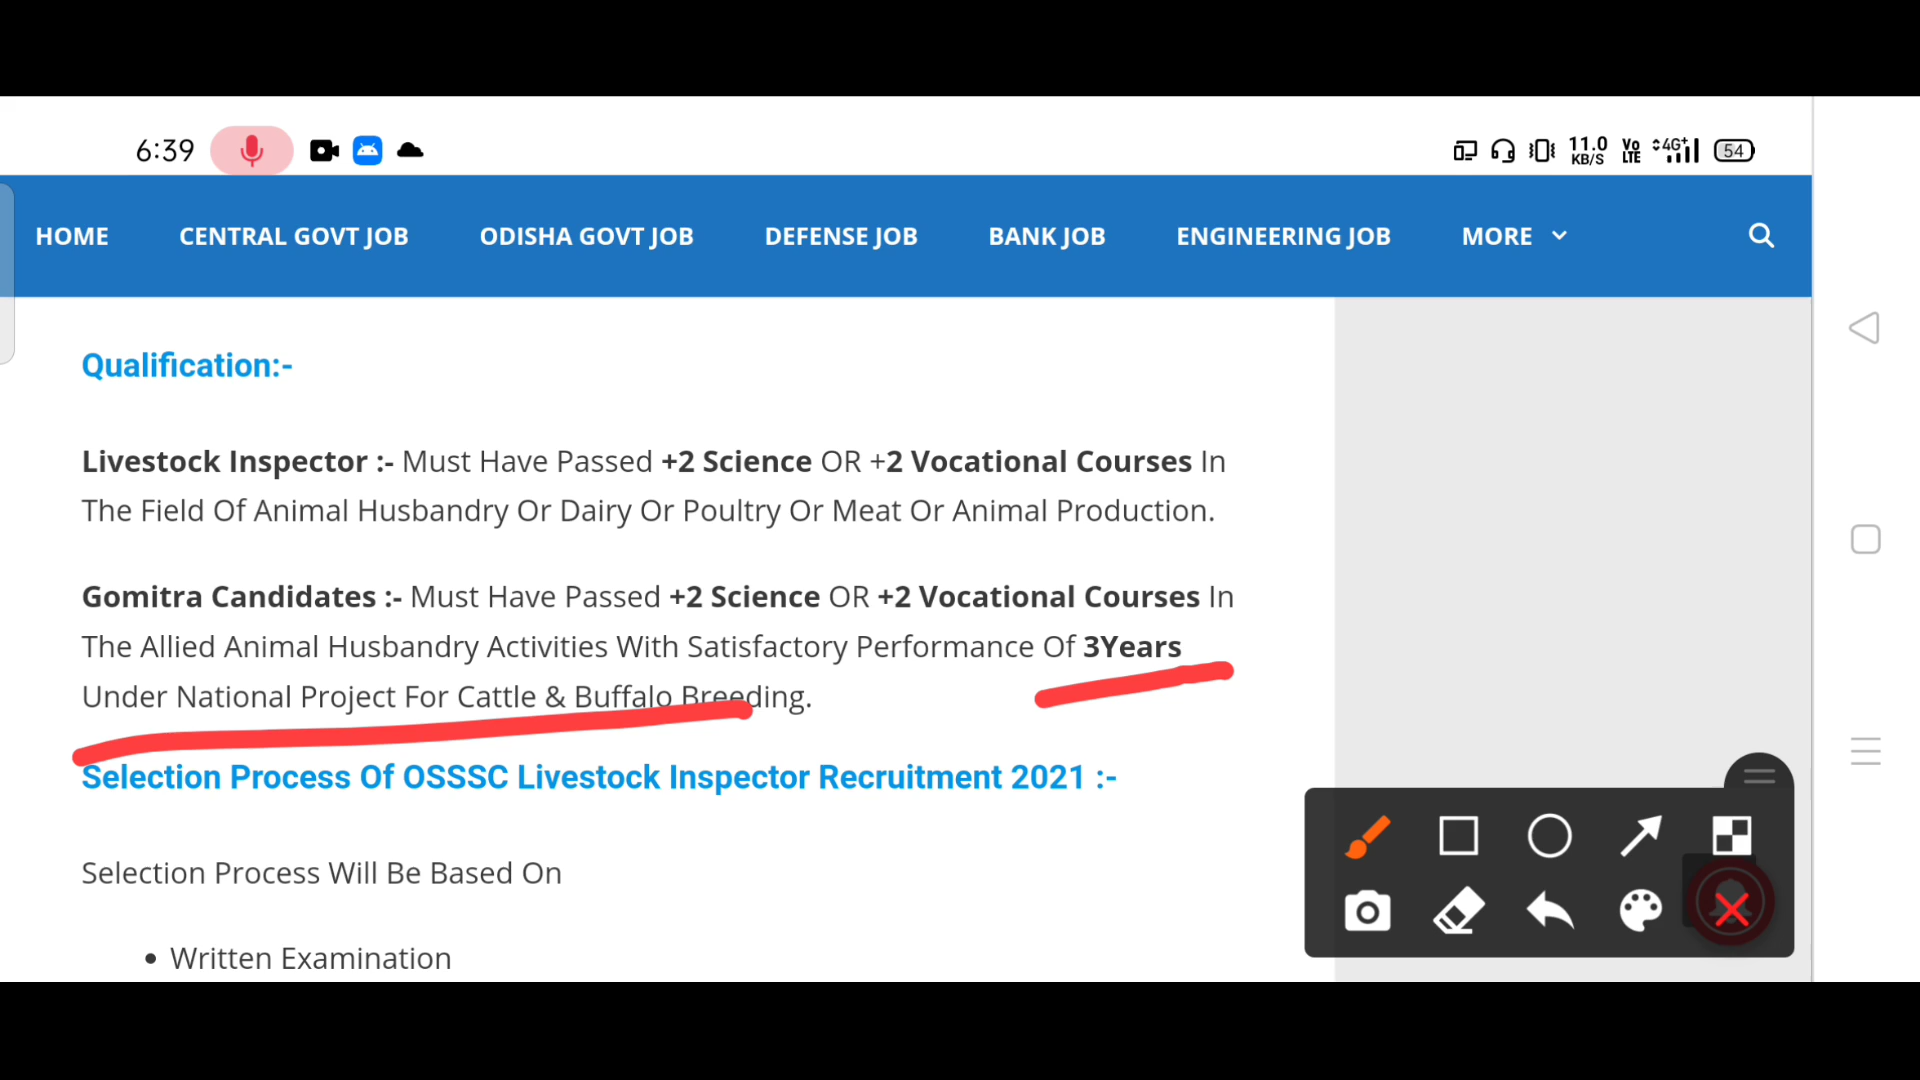 6:39 11.0 KB/S Vo LTE 4G+ 54
HOME CENTRAL GOVT JOB ODISHA GOVT JOB DEFENSE JOB BANK JOB ENGINEERING JOB MORE
Qualification:-
Livestock Inspector :- Must Have Passed +2 Science OR +2 Vocational Courses In
The Field Of Animal Husbandry Or Dairy Or Poultry Or Meat Or Animal Production.
Gomitra Candidates :- Must Have Passed +2 Science OR +2 Vocational Courses In
The Allied Animal Husbandry Activities With Satisfactory Performance Of 3Years
Under National Project For Cattle & Buffalo Breeding.
Selection Process Of OSSSC Livestock Inspector Recruitment 2021 :-
Selection Process Will Be Based On
• Written Examination